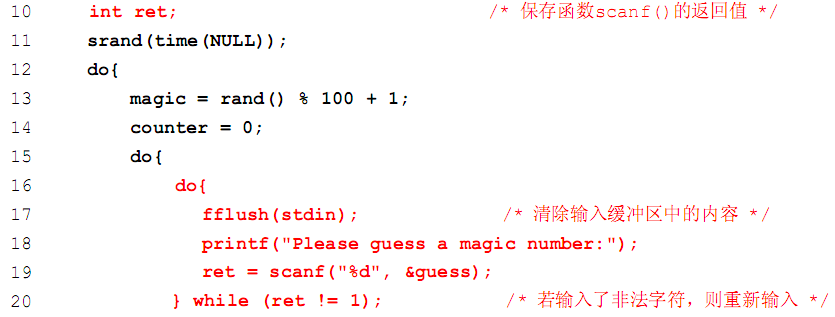 10 int ret; /* 保存函数scanf()的返回值 */
11 srand(time(NULL));
12 do{
13 magic = rand() % 100 + 1;
14 counter = 0;
15 do{
16 do{
17 fflush(stdin); /* 清除输入缓冲区中的内容 */
18 printf("Please guess a magic number:");
19 ret = scanf("%d", &guess);
20 } while (ret != 1); /* 若输入了非法字符，则重新输入 */